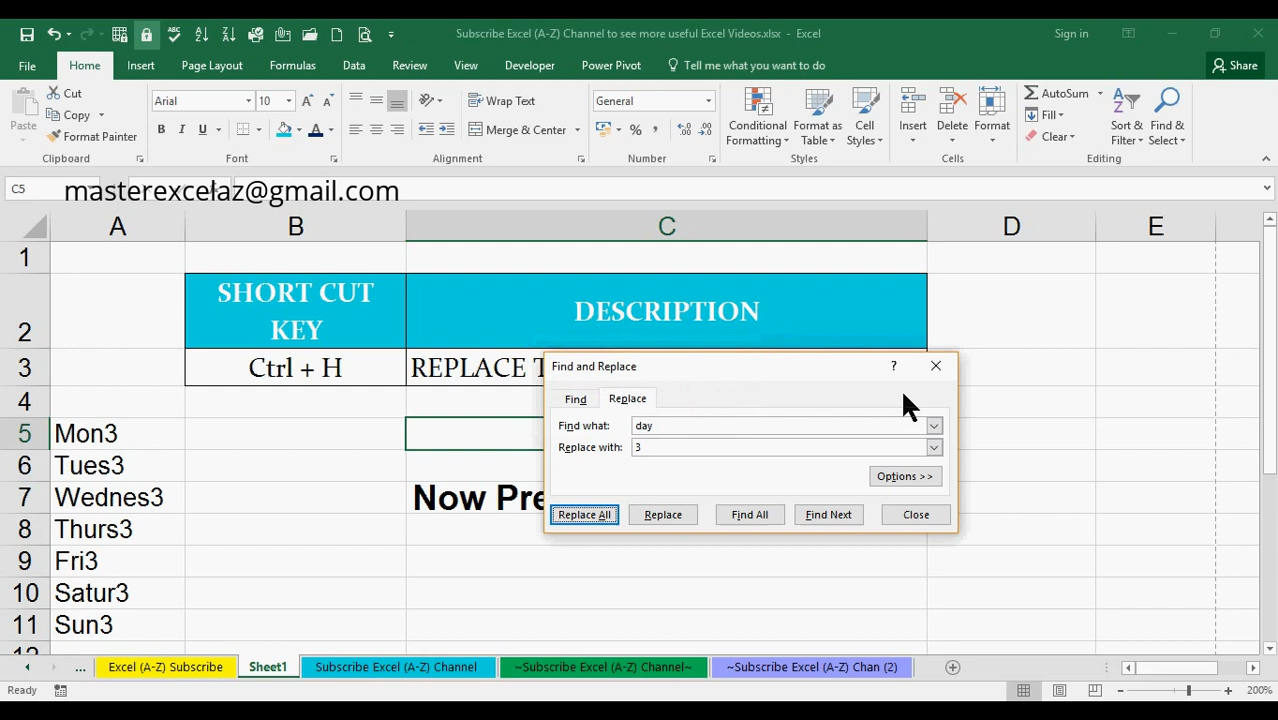 Subscribe Excel (A-Z) Channel to see more useful Excel Videos.xlsx - Excel
Sign in
File Home Insert Page Layout Formulas Data Review View Developer Power Pivot Tell me what you want to do Share
Paste
Cut
Copy
Format Painter
Clipboard
Arial 10
B I U
Font
Wrap Text
Merge & Center
Alignment
General
%
Number
Conditional Formatting
Format as Table
Cell Styles
Styles
Insert Delete Format
Cells
AutoSum
Fill
Clear
Sort & Filter
Find & Select
Editing
C5
masterexcelaz@gmail.com
A B C D E
1
2 SHORT CUT KEY DESCRIPTION
3 Ctrl + H REPLACE T
4
5 Mon3
6 Tues3
7 Wednes3 Now Pre
8 Thurs3
9 Fri3
10 Satur3
11 Sun3
Find and Replace ?
Find Replace
Find what: day
Replace with: 3
Options >>
Replace All Replace Find All Find Next Close
... Excel (A-Z) Subscribe Sheet1 Subscribe Excel (A-Z) Channel ~Subscribe Excel (A-Z) Channel~ ~Subscribe Excel (A-Z) Chan (2)
Ready 200%